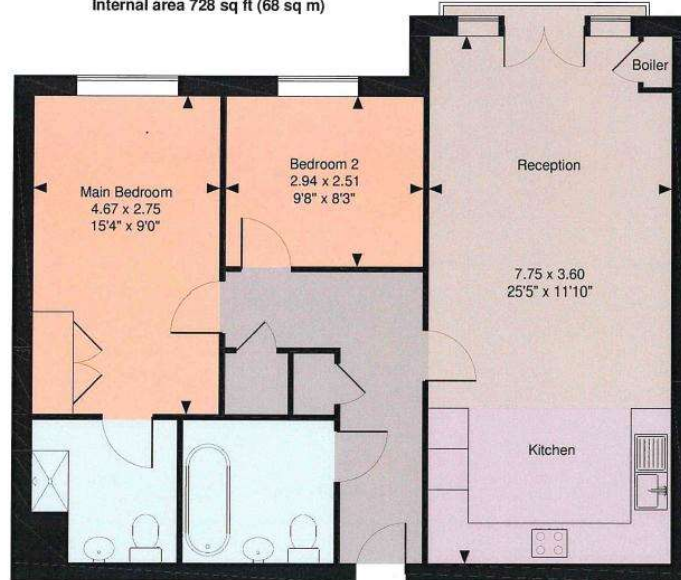 Internal area 728 sq ft (68 sq m)
Boiler
Main Bedroom
4.67 x 2.75
15'4" x 9'0"
Bedroom 2
2.94 x 2.51
9'8" x 8'3"
Reception
7.75 x 3.60
25'5" x 11'10"
Kitchen